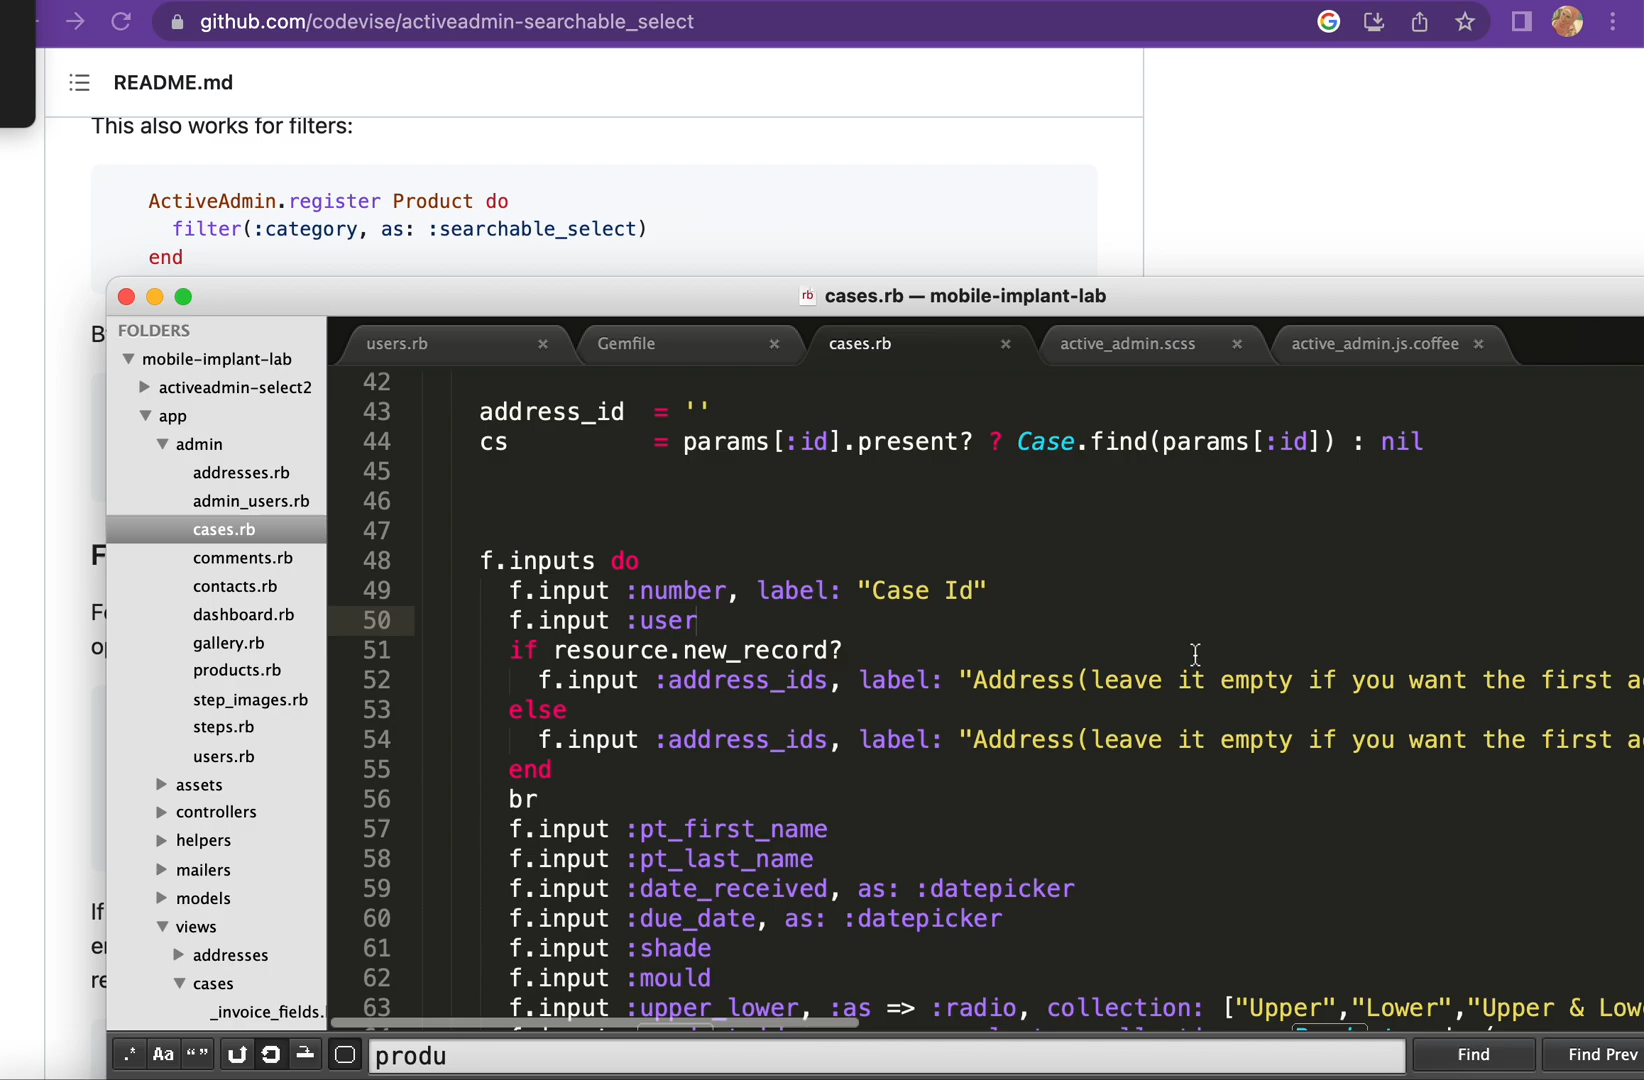 github.com/codevise/activeadmin-searchable_select
README.md
This also works for filters:
ActiveAdmin.register Product do
filter(:category, as: :searchable_select)
end
cases.rb — mobile-implant-lab
FOLDERS
mobile-implant-lab
activeadmin-select2
app
admin
addresses.rb
admin_users.rb
cases.rb
comments.rb
contacts.rb
dashboard.rb
gallery.rb
products.rb
step_images.rb
steps.rb
users.rb
assets
controllers
helpers
mailers
models
views
addresses
cases
_invoice_fields.
users.rb
Gemfile
cases.rb
active_admin.scss
active_admin.js.coffee
42
43 address_id = ''
44 cs = params[:id].present? ? Case.find(params[:id]) : nil
45
46
47
48 f.inputs do
49 f.input :number, label: "Case Id"
50 f.input :user
51 if resource.new_record?
52 f.input :address_ids, label: "Address(leave it empty if you want the first a
53 else
54 f.input :address_ids, label: "Address(leave it empty if you want the first a
55 end
56 br
57 f.input :pt_first_name
58 f.input :pt_last_name
59 f.input :date_received, as: :datepicker
60 f.input :due_date, as: :datepicker
61 f.input :shade
62 f.input :mould
63 f.input :upper_lower, :as => :radio, collection: ["Upper","Lower","Upper & Low
.* Aa “ ”
produ
Find
Find Prev